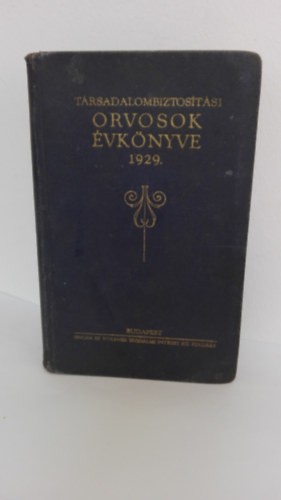 TÁRSADALOMBIZTOSÍTÁSI
ORVOSOK
ÉVKÖNYVE
1929.
BUDAPEST